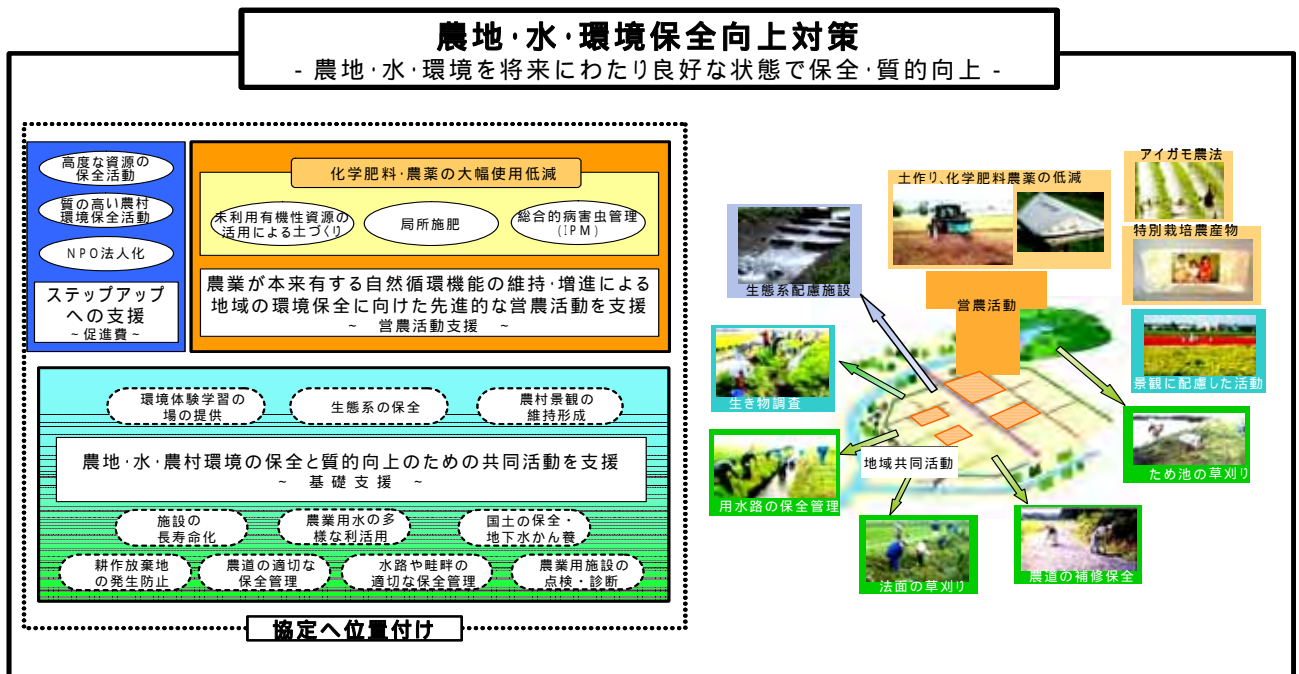 農地･水･環境保全向上対策
- 農地･水･環境を将来にわたり良好な状態で保全･質的向上 -
高度な資源の
保全活動
質の高い農村
環境保全活動
NPO法人化
ステップアップ
への支援
~ 促進費 ~
化学肥料･農薬の大幅使用低減
未利用有機性資源の
活用による土づくり
局所施肥
総合的病害虫管理
(IPM)
農業が本来有する自然循環機能の維持･増進による
地域の環境保全に向けた先進的な営農活動を支援
~ 営農活動支援 ~
環境体験学習の
場の提供
生態系の保全
農村景観の
維持形成
農地･水･農村環境の保全と質的向上のための共同活動を支援
~ 基礎支援 ~
施設の
長寿命化
農業用水の多
様な利活用
国土の保全・
地下水かん養
耕作放棄地
の発生防止
農道の適切な
保全管理
水路や畦畔の
適切な保全管理
農業用施設の
点検・診断
協定へ位置付け
アイガモ農法
土作り、化学肥料農薬の低減
特別栽培農産物
生態系配慮施設
営農活動
景観に配慮した活動
生き物調査
ため池の草刈り
地域共同活動
用水路の保全管理
農道の補修保全
法面の草刈り